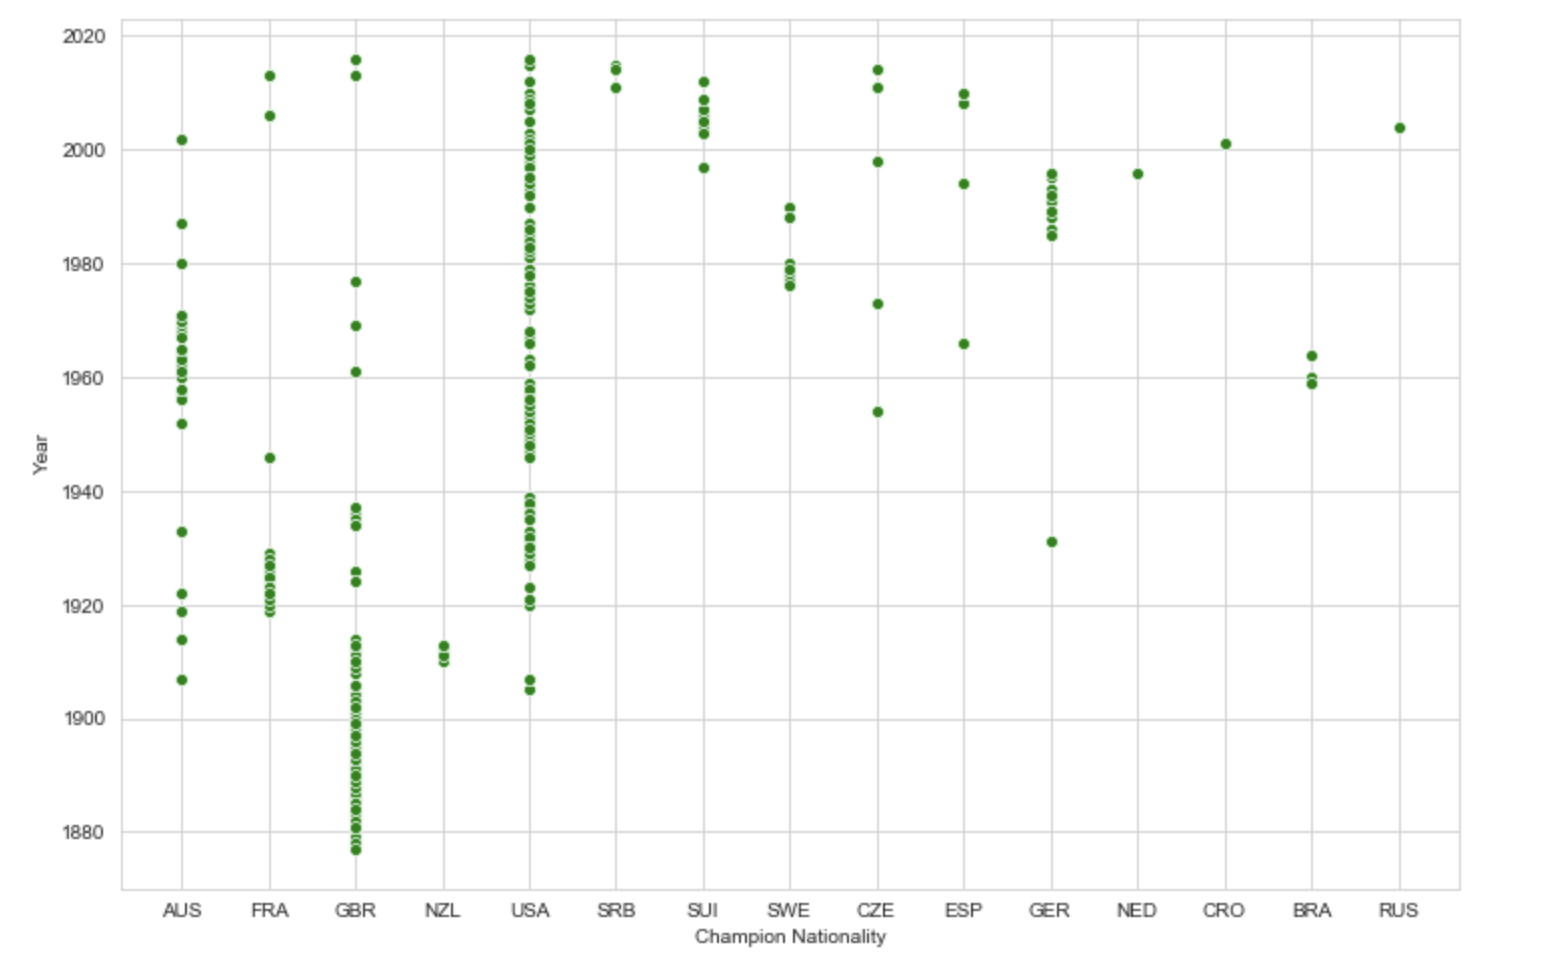 2020
2000
1980
1960
1940
1920
1900
1880
Year
AUS FRA GBR NZL USA SRB SUI SWE CZE ESP GER NED CRO BRA RUS
Champion Nationality